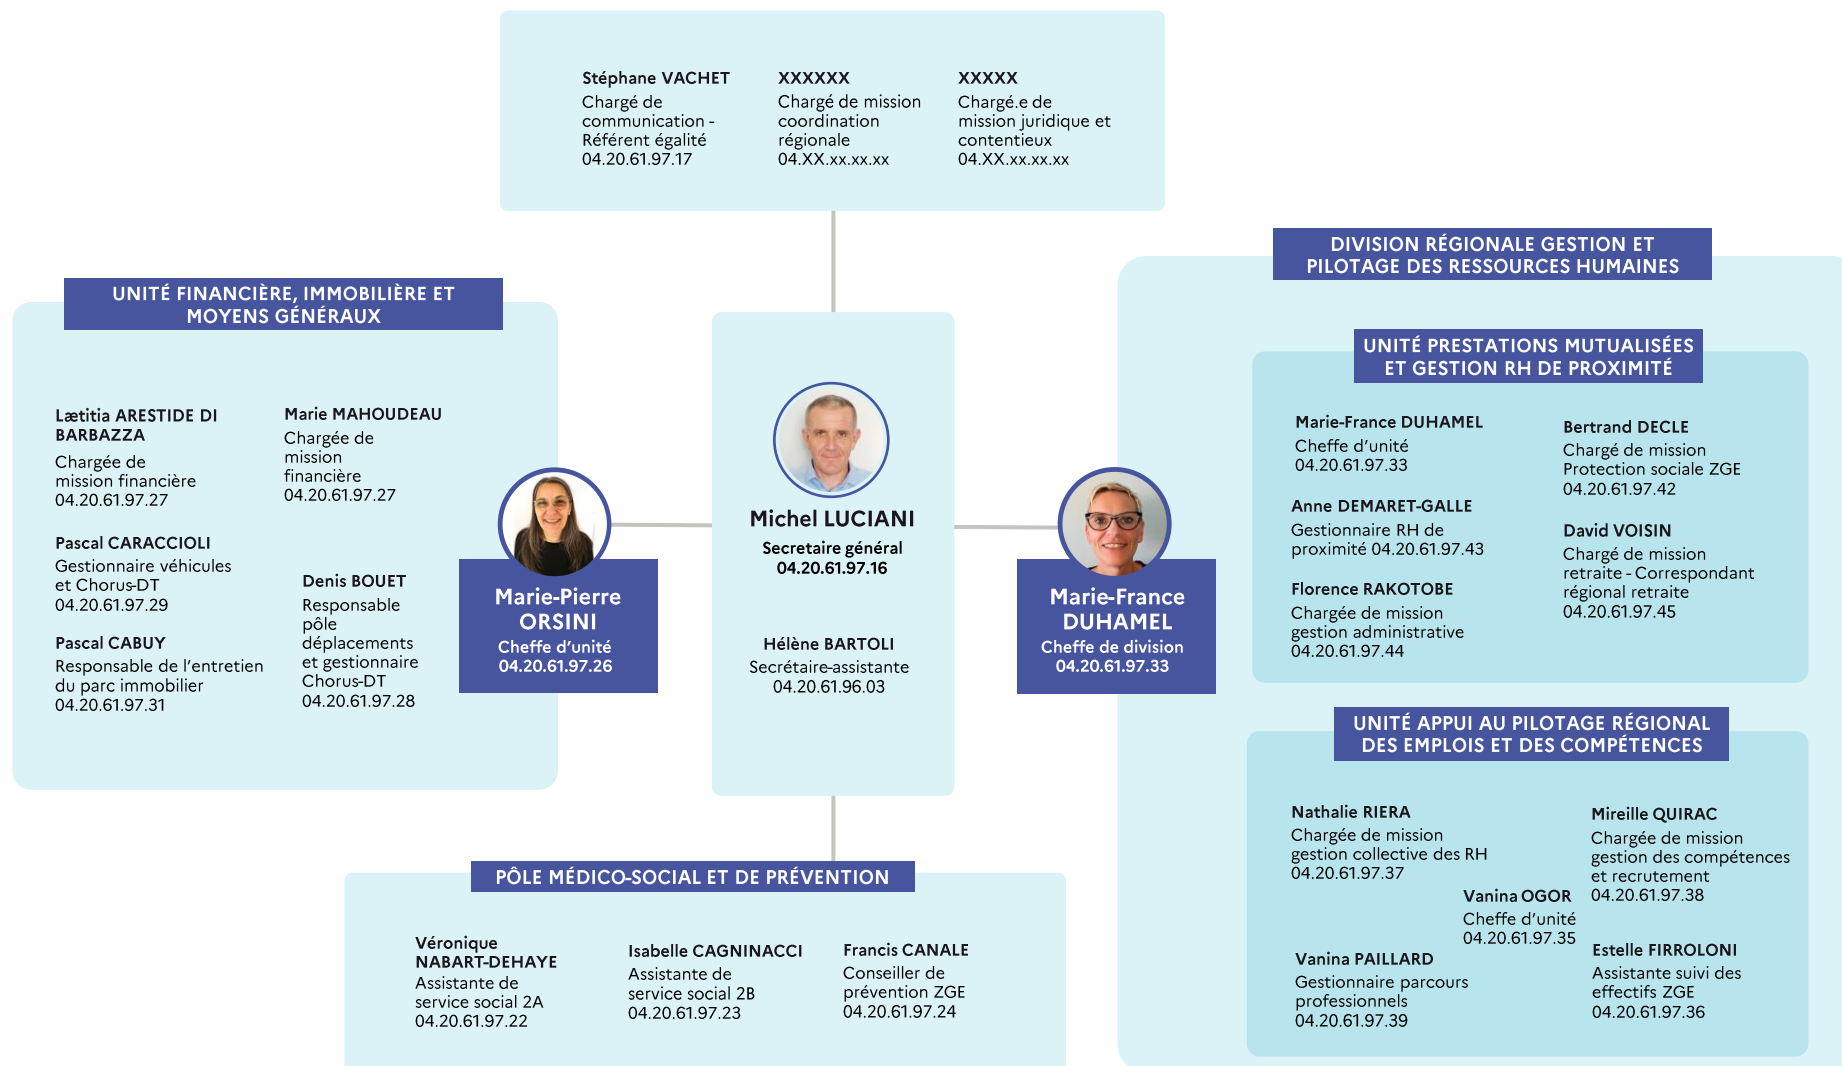 Stéphane VACHET
Chargé de
communication -
Référent égalité
04.20.61.97.17
XXXXXX
Chargé de mission
coordination
régionale
04.XX.xx.xx.xx
XXXXX
Chargé.e de
mission juridique et
contentieux
04.XX.xx.xx.xx
UNITÉ FINANCIÈRE, IMMOBILIÈRE ET
MOYENS GÉNÉRAUX
Lætitia ARESTIDE DI
BARBAZZA
Chargée de
mission financière
04.20.61.97.27
Marie MAHOUDEAU
Chargée de
mission
financière
04.20.61.97.27
Pascal CARACCIOLI
Gestionnaire véhicules
et Chorus-DT
04.20.61.97.29
Denis BOUET
Responsable
pôle
déplacements
et gestionnaire
Chorus-DT
04.20.61.97.28
Pascal CABUY
Responsable de l'entretien
du parc immobilier
04.20.61.97.31
Marie-Pierre
ORSINI
Cheffe d'unité
04.20.61.97.26
Michel LUCIANI
Secretaire général
04.20.61.97.16
Hélène BARTOLI
Secrétaire-assistante
04.20.61.96.03
Marie-France
DUHAMEL
Cheffe de division
04.20.61.97.33
DIVISION RÉGIONALE GESTION ET
PILOTAGE DES RESSOURCES HUMAINES
UNITÉ PRESTATIONS MUTUALISÉES
ET GESTION RH DE PROXIMITÉ
Marie-France DUHAMEL
Cheffe d'unité
04.20.61.97.33
Anne DEMARET-GALLE
Gestionnaire RH de
proximité 04.20.61.97.43
Florence RAKOTOBE
Chargée de mission
gestion administrative
04.20.61.97.44
Bertrand DECLE
Chargé de mission
Protection sociale ZGE
04.20.61.97.42
David VOISIN
Chargé de mission
retraite - Correspondant
régional retraite
04.20.61.97.45
UNITÉ APPUI AU PILOTAGE RÉGIONAL
DES EMPLOIS ET DES COMPÉTENCES
Nathalie RIERA
Chargée de mission
gestion collective des RH
04.20.61.97.37
Mireille QUIRAC
Chargée de mission
gestion des compétences
et recrutement
04.20.61.97.38
Vanina OGOR
Cheffe d'unité
04.20.61.97.35
Vanina PAILLARD
Gestionnaire parcours
professionnels
04.20.61.97.39
Estelle FIRROLONI
Assistante suivi des
effectifs ZGE
04.20.61.97.36
PÔLE MÉDICO-SOCIAL ET DE PRÉVENTION
Véronique
NABART-DEHAYE
Assistante de
service social 2A
04.20.61.97.22
Isabelle CAGNINACCI
Assistante de
service social 2B
04.20.61.97.23
Francis CANALE
Conseiller de
prévention ZGE
04.20.61.97.24